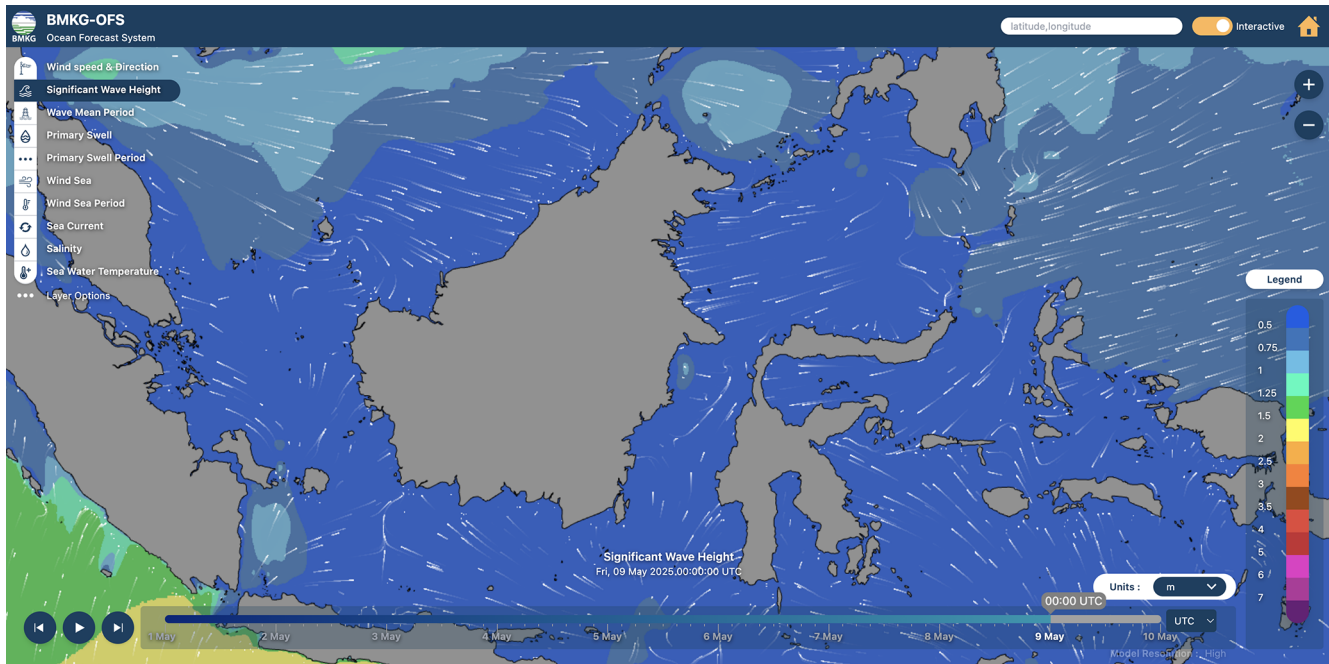 BMKG-OFS
Ocean Forecast System
BMKG
latitude,longitude
Interactive
Wind speed & Direction
Significant Wave Height
Wave Mean Period
Primary Swell
Primary Swell Period
Wind Sea
Wind Sea Period
Sea Current
Salinity
Sea Water Temperature
Layer Options
+
−
Legend
0.5
0.75
1
1.25
1.5
2
2.5
3
3.5
4
5
6
7
Significant Wave Height
Fri, 09 May 2025,00:00:00 UTC
Units :
m
00:00 UTC
UTC
1 May
2 May
3 May
4 May
5 May
6 May
7 May
8 May
9 May
10 May
Model Resolution : High